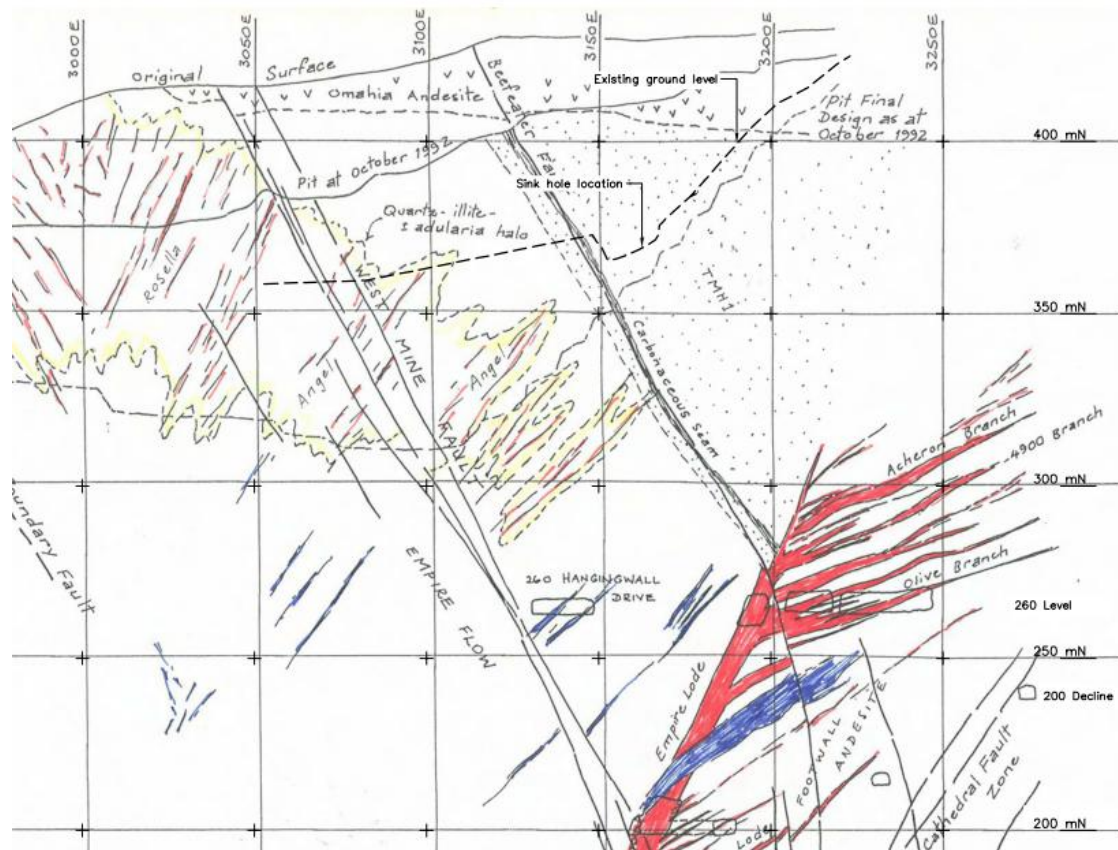 3000E
3050E
3100E
3150E
3200E
3250E
Original Surface
Omahia Andesite
Beefeater
Existing ground level
Pit Final
Design as at
October 1992
400 mN
Pit at October 1992
Sink hole location
Quartz-illite-
± adularia halo
Rosella
WEST MINE FAULT
TMH1
350 mN
Carbonaceous Seam
Angel
Angel
Acheron Branch
4900 Branch
300 mN
oundary Fault
EMPIRE FLOW
260 HANGINGWALL
DRIVE
Olive Branch
260 Level
250 mN
Empire Lode
200 Decline
FOOTWALL
ANDESITE
Cathedral Fault
Zone
Lode
200 mN